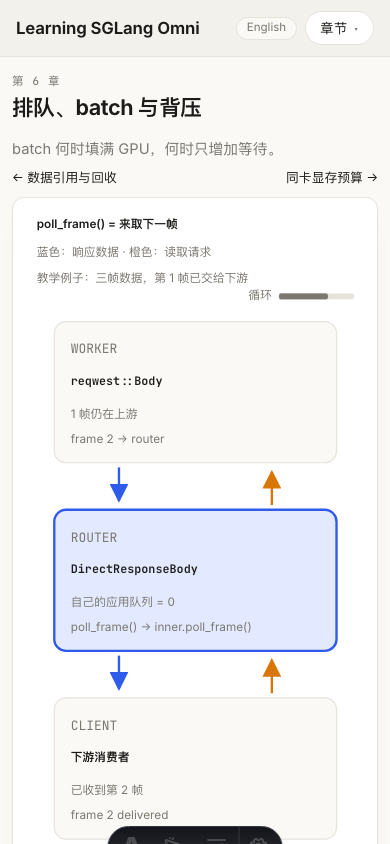 Learning SGLang Omni
English
章节
第 6 章
排队、batch 与背压
batch 何时填满 GPU，何时只增加等待。
← 数据引用与回收
同卡显存预算 →
poll_frame() = 来取下一帧
蓝色：响应数据 · 橙色：读取请求
教学例子：三帧数据，第 1 帧已交给下游
循环
WORKER
reqwest::Body
1 帧仍在上游
frame 2 → router
ROUTER
DirectResponseBody
自己的应用队列 = 0
poll_frame() → inner.poll_frame()
CLIENT
下游消费者
已收到第 2 帧
frame 2 delivered